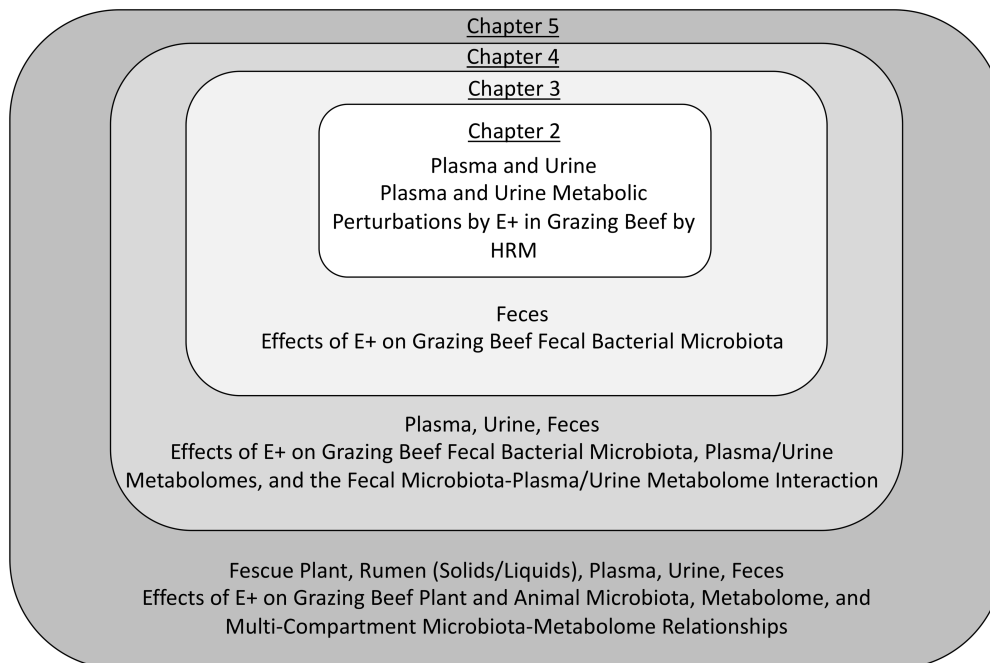 Chapter 5
Chapter 4
Chapter 3
Chapter 2
Plasma and Urine
Plasma and Urine Metabolic
Perturbations by E+ in Grazing Beef by
HRM
Feces
Effects of E+ on Grazing Beef Fecal Bacterial Microbiota
Plasma, Urine, Feces
Effects of E+ on Grazing Beef Fecal Bacterial Microbiota, Plasma/Urine
Metabolomes, and the Fecal Microbiota-Plasma/Urine Metabolome Interaction
Fescue Plant, Rumen (Solids/Liquids), Plasma, Urine, Feces
Effects of E+ on Grazing Beef Plant and Animal Microbiota, Metabolome, and
Multi-Compartment Microbiota-Metabolome Relationships